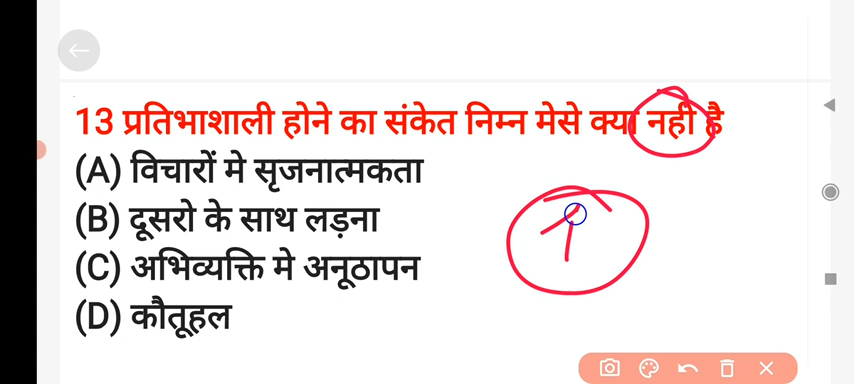 13 प्रतिभाशाली होने का संकेत निम्न मेसे क्या नही है
(A) विचारों मे सृजनात्मकता
(B) दूसरो के साथ लड़ना
(C) अभिव्यक्ति मे अनूठापन
(D) कौतूहल